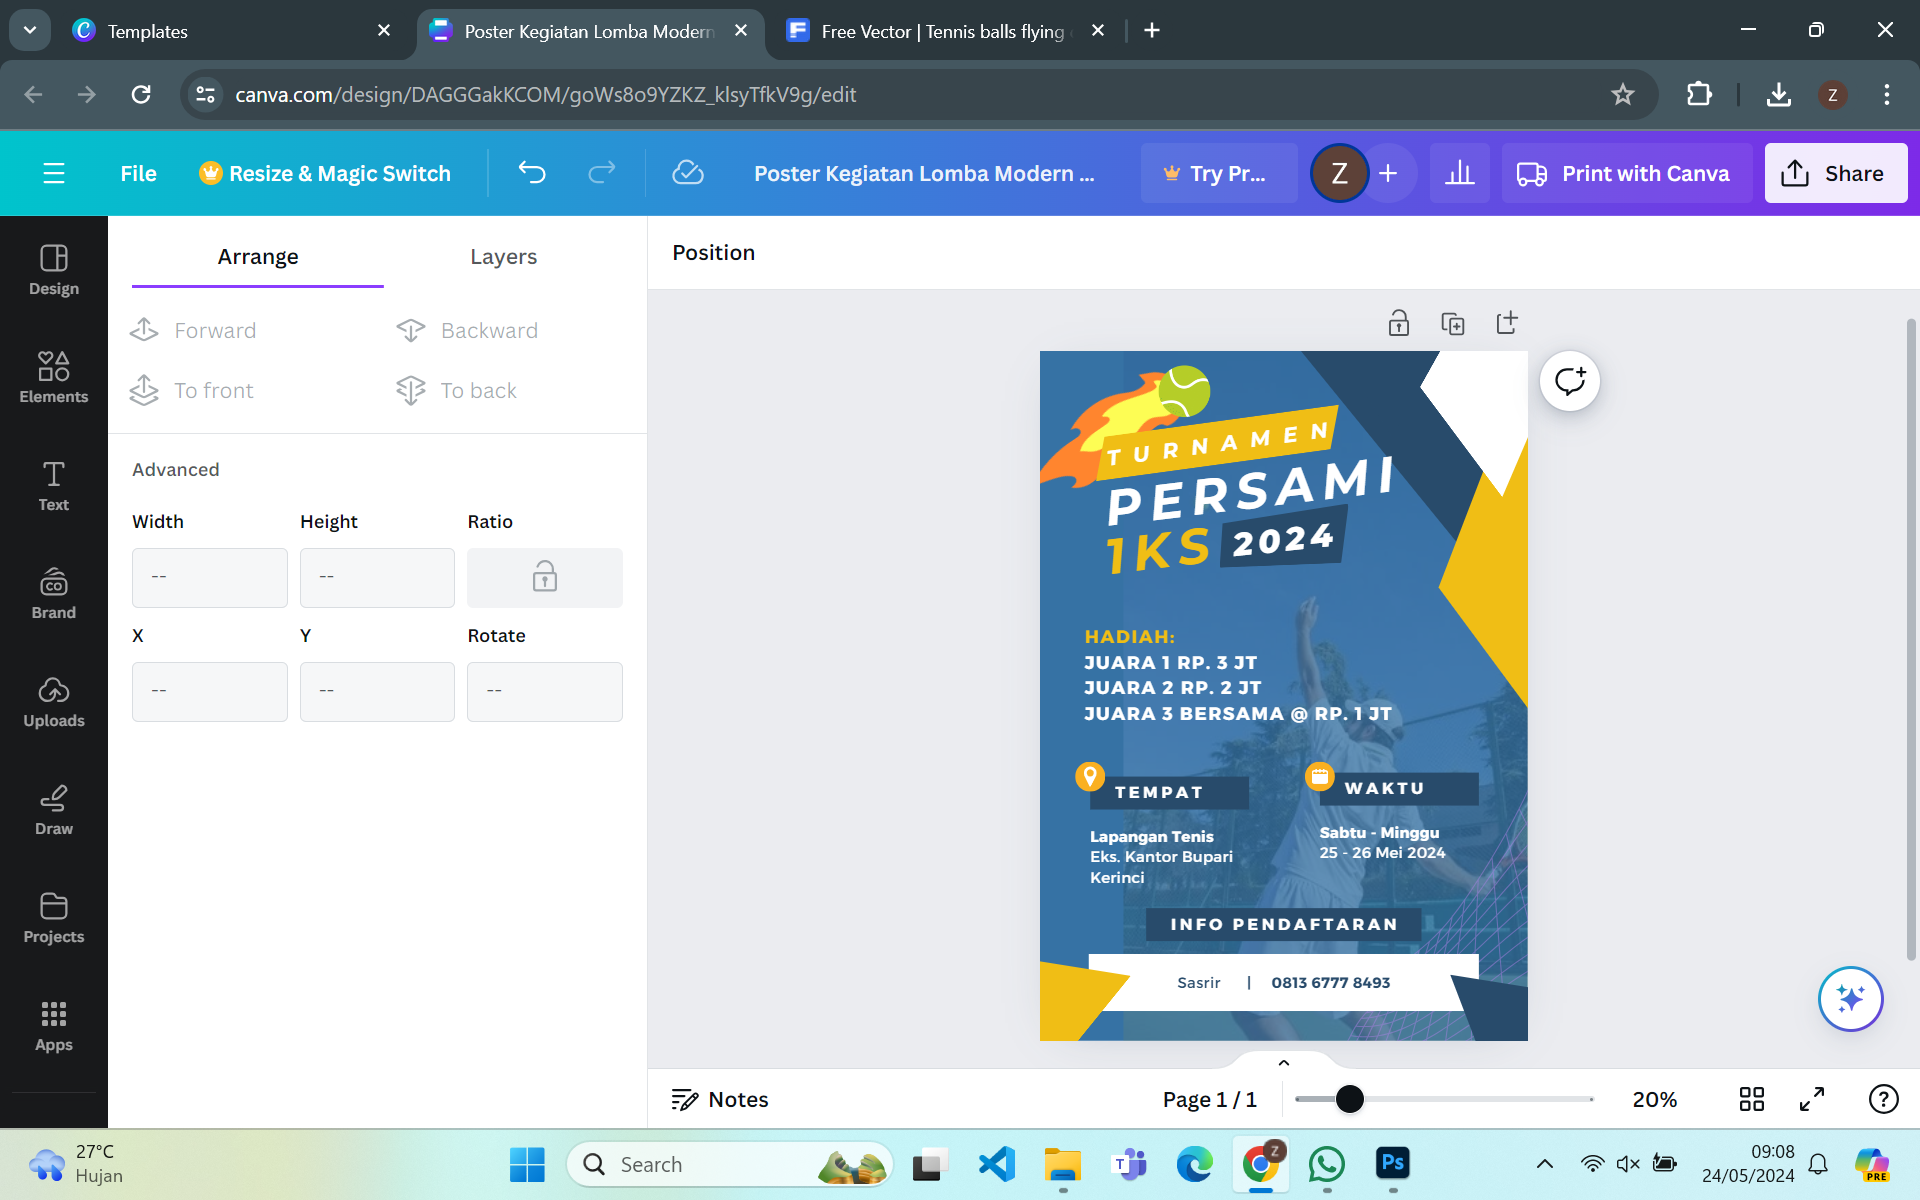 Templates
Poster Kegiatan Lomba Modern
Free Vector | Tennis balls flying
canva.com/design/DAGGGakKCOM/goWs8o9YZKZ_klsyTfkV9g/edit
Z
File
Resize & Magic Switch
Poster Kegiatan Lomba Modern ...
Try Pr...
Z
Print with Canva
Share
Design
Elements
Text
Brand
Uploads
Draw
Projects
Apps
Arrange
Layers
Forward
Backward
To front
To back
Advanced
Width
Height
Ratio
--
--
X
Y
Rotate
--
--
--
Position
TURNAMEN
PERSAMI
1KS 2024
HADIAH:
JUARA 1 RP. 3 JT
JUARA 2 RP. 2 JT
JUARA 3 BERSAMA @ RP. 1 JT
TEMPAT
Lapangan Tenis
Eks. Kantor Bupari
Kerinci
WAKTU
Sabtu - Minggu
25 - 26 Mei 2024
INFO PENDAFTARAN
Sasrir | 0813 6777 8493
Notes
Page 1 / 1
20%
27°C
Hujan
Search
T
Z
Ps
09:08
24/05/2024
PRE